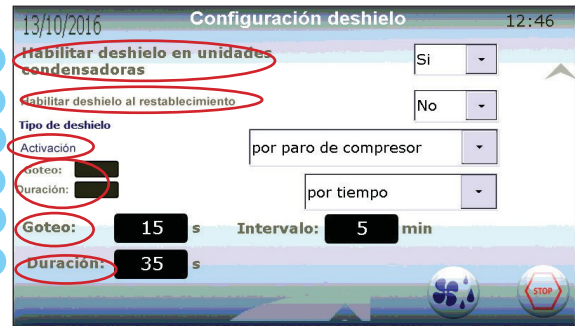 13/10/2016 Configuración deshielo 12:46
Habilitar deshielo en unidades Si
condensadoras
Habilitar deshielo al restablecimiento No
Tipo de deshielo
Activación por paro de compresor
Goteo:
Duración: por tiempo
Goteo: 15 s Intervalo: 5 min
Duración: 35 s
STOP